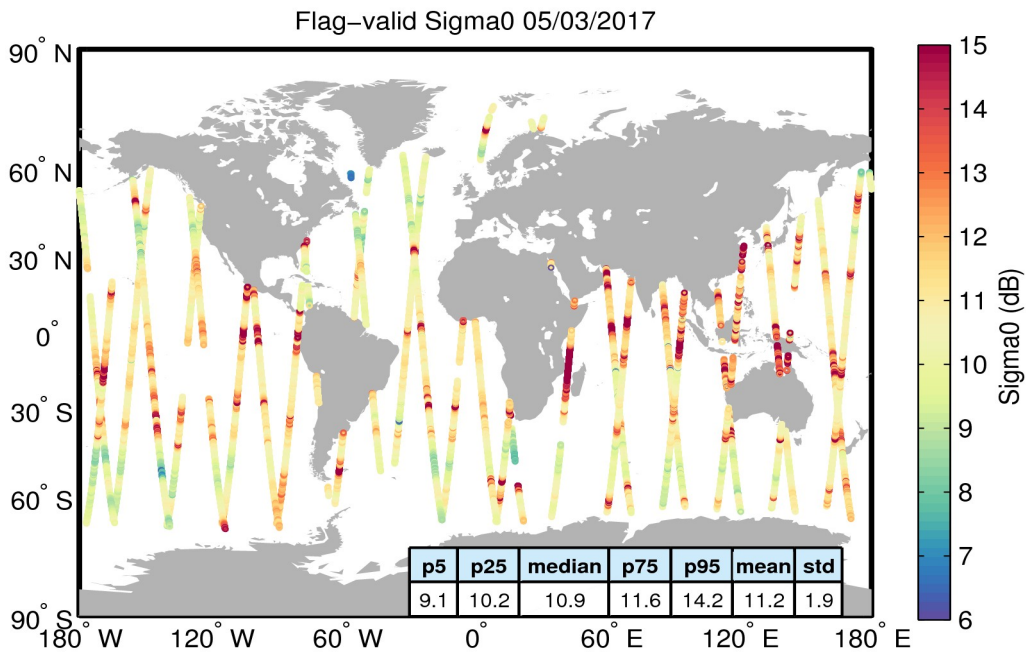 Flag−valid Sigma0 05/03/2017
90° N
60° N
30° N
0°
30° S
60° S
90° S
180° W
120° W
60° W
0°
60° E
120° E
180° E
p5 p25 median p75 p95 mean std
9.1 10.2 10.9 11.6 14.2 11.2 1.9
15
14
13
12
11
10
9
8
7
6
Sigma0 (dB)